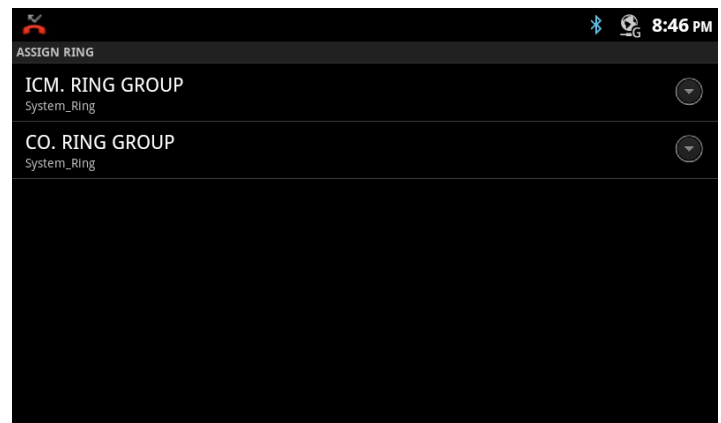 G 8:46 PM
ASSIGN RING
ICM. RING GROUP
System_Ring
CO. RING GROUP
System_Ring